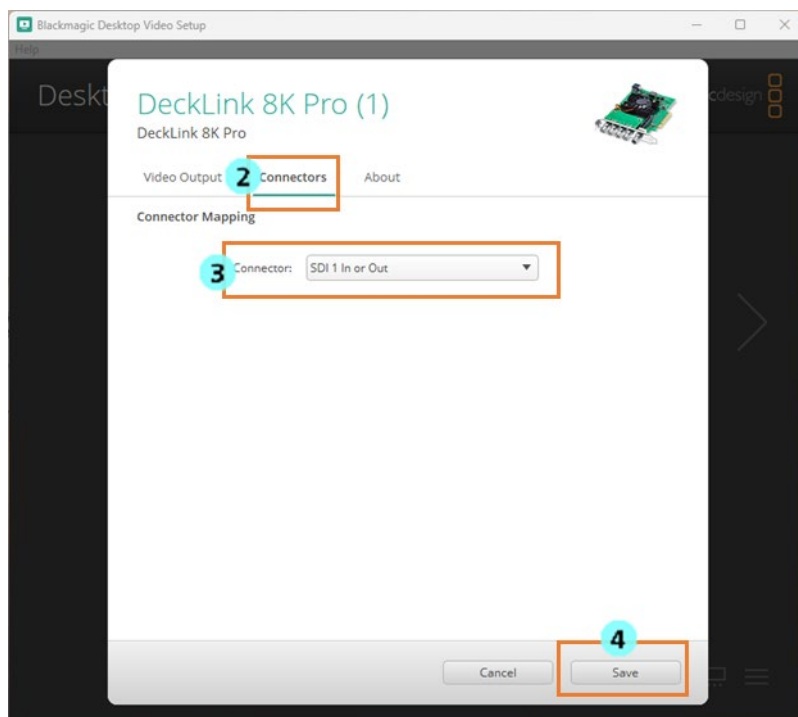 Blackmagic Desktop Video Setup
Help
Deskt
cdesign
DeckLink 8K Pro (1)
DeckLink 8K Pro
Video Output 2 Connectors About
Connector Mapping
3 Connector: SDI 1 In or Out
4
Cancel Save